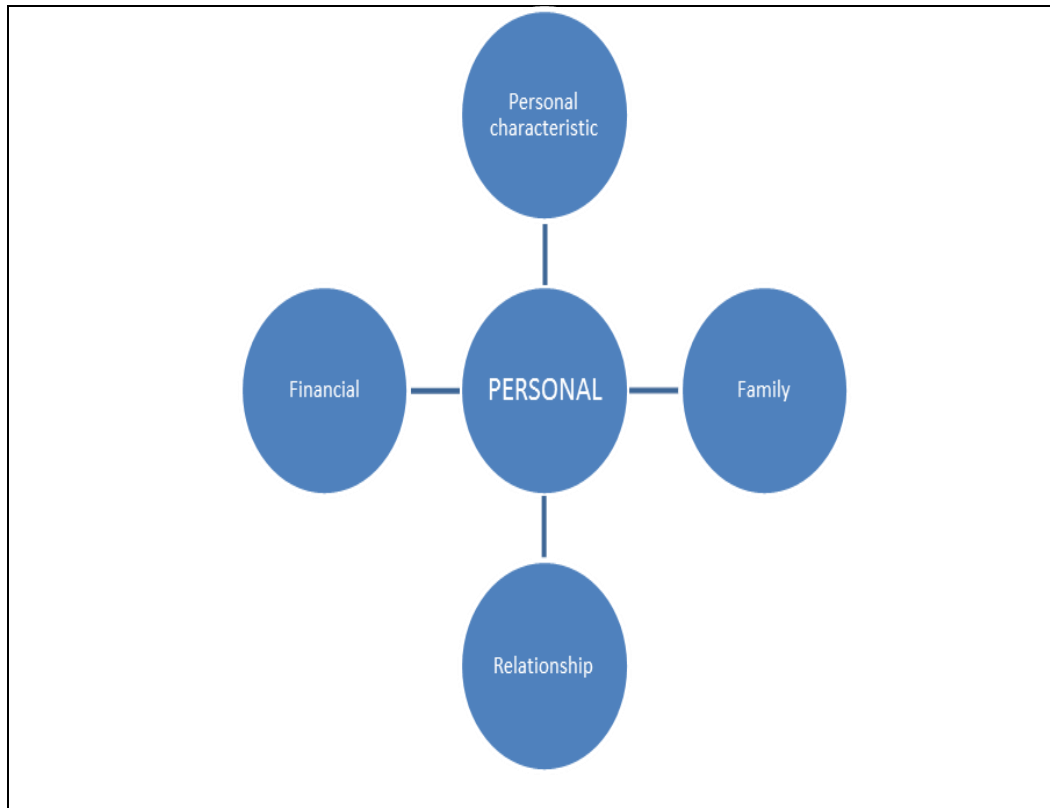 Personal
characteristic
Financial
PERSONAL
Family
Relationship